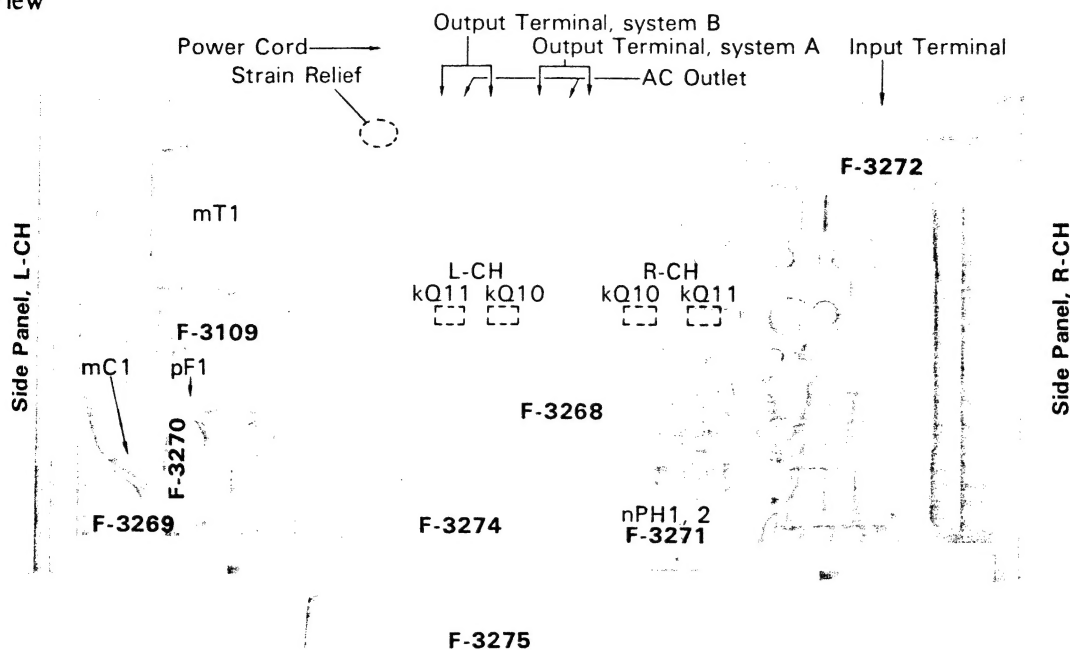 iew
Output Terminal, system B
Power Cord
Output Terminal, system A
Input Terminal
Strain Relief
AC Outlet
F-3272
mT1
Side Panel, L-CH
Side Panel, R-CH
L-CH
R-CH
kQ11 kQ10
kQ10 kQ11
F-3109
mC1
pF1
F-3268
F-3270
nPH1, 2
F-3269
F-3274
F-3271
F-3275